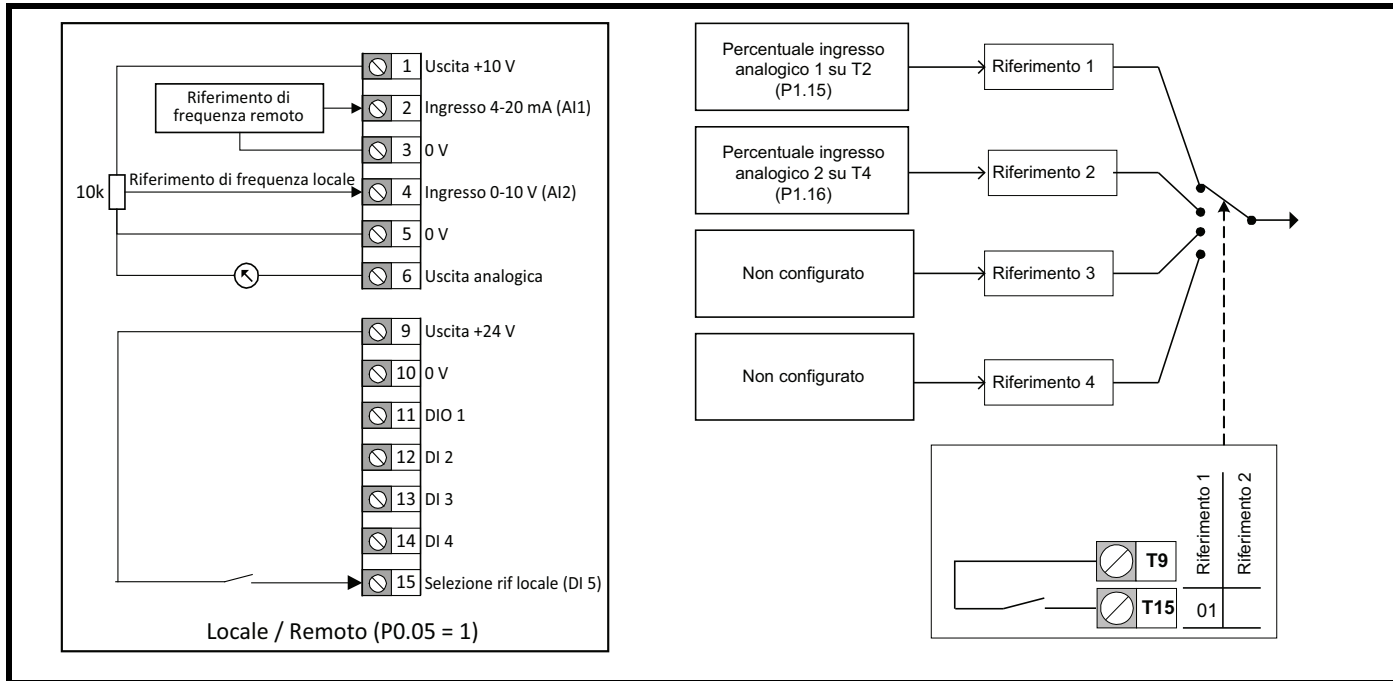 1 Uscita +10 V
Riferimento di
frequenza remoto
2 Ingresso 4-20 mA (AI1)
3 0 V
10k
Riferimento di frequenza locale
4 Ingresso 0-10 V (AI2)
5 0 V
6 Uscita analogica
9 Uscita +24 V
10 0 V
11 DIO 1
12 DI 2
13 DI 3
14 DI 4
15 Selezione rif locale (DI 5)
Locale / Remoto (P0.05 = 1)
Percentuale ingresso
analogico 1 su T2
(P1.15)
Riferimento 1
Percentuale ingresso
analogico 2 su T4
(P1.16)
Riferimento 2
Non configurato
Riferimento 3
Non configurato
Riferimento 4
Riferimento 1
Riferimento 2
T9
T15
01